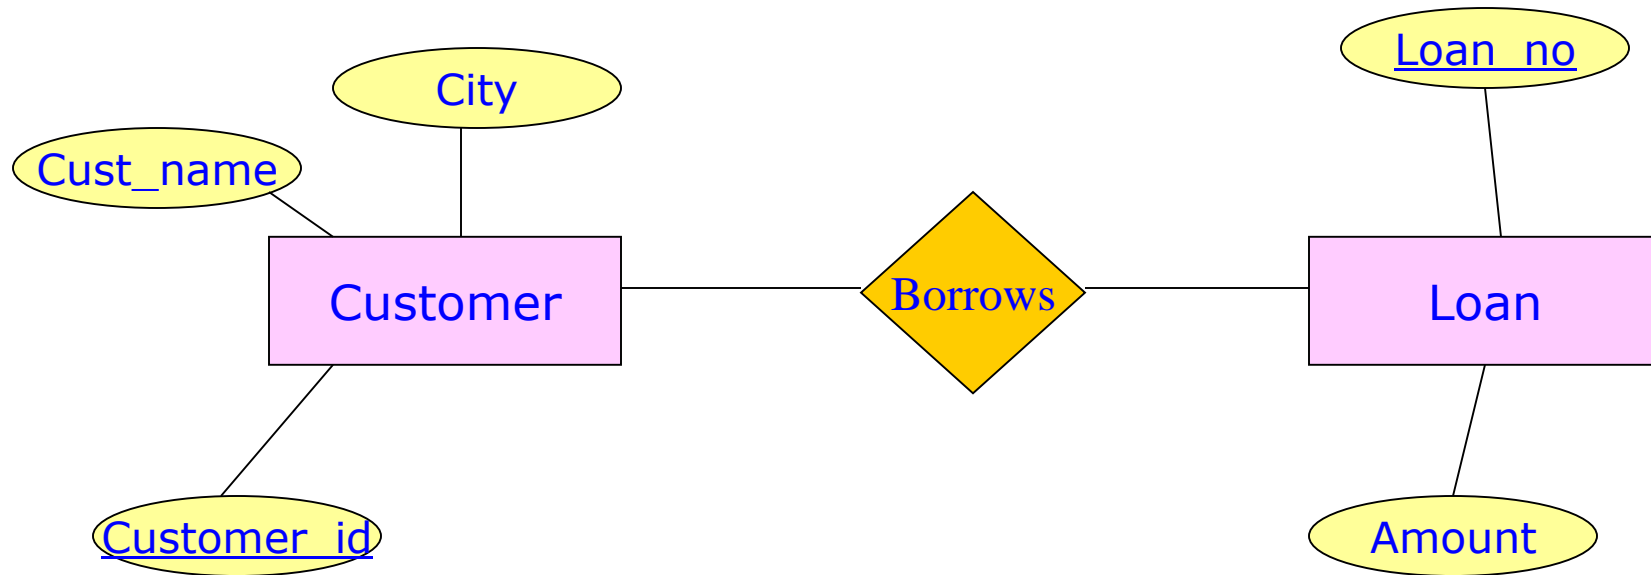 Loan_no
City
Cust_name
Borrows
Customer
Loan
Customer_id
Amount